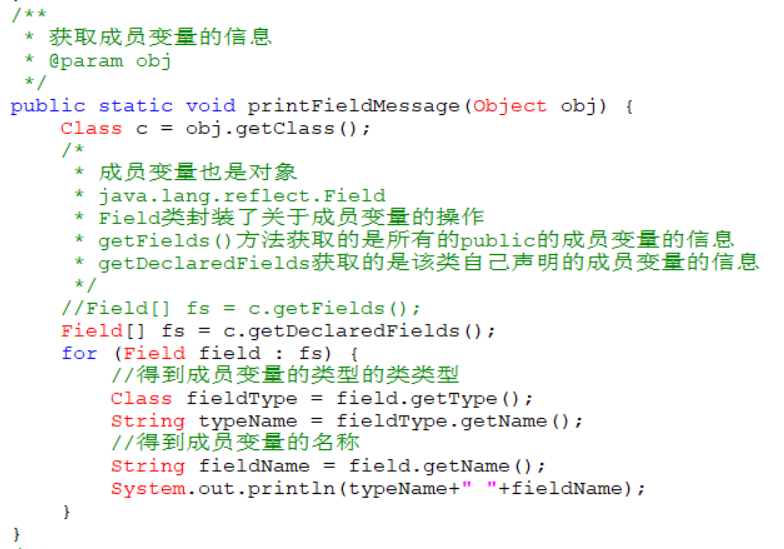 /**
 * 获取成员变量的信息
 * @param obj
 */
public static void printFieldMessage(Object obj) {
    Class c = obj.getClass();
    /*
     * 成员变量也是对象
     * java.lang.reflect.Field
     * Field类封装了关于成员变量的操作
     * getFields()方法获取的是所有的public的成员变量的信息
     * getDeclaredFields获取的是该类自己声明的成员变量的信息
     */
    //Field[] fs = c.getFields();
    Field[] fs = c.getDeclaredFields();
    for (Field field : fs) {
        //得到成员变量的类型的类类型
        Class fieldType = field.getType();
        String typeName = fieldType.getName();
        //得到成员变量的名称
        String fieldName = field.getName();
        System.out.println(typeName+" "+fieldName);
    }
}